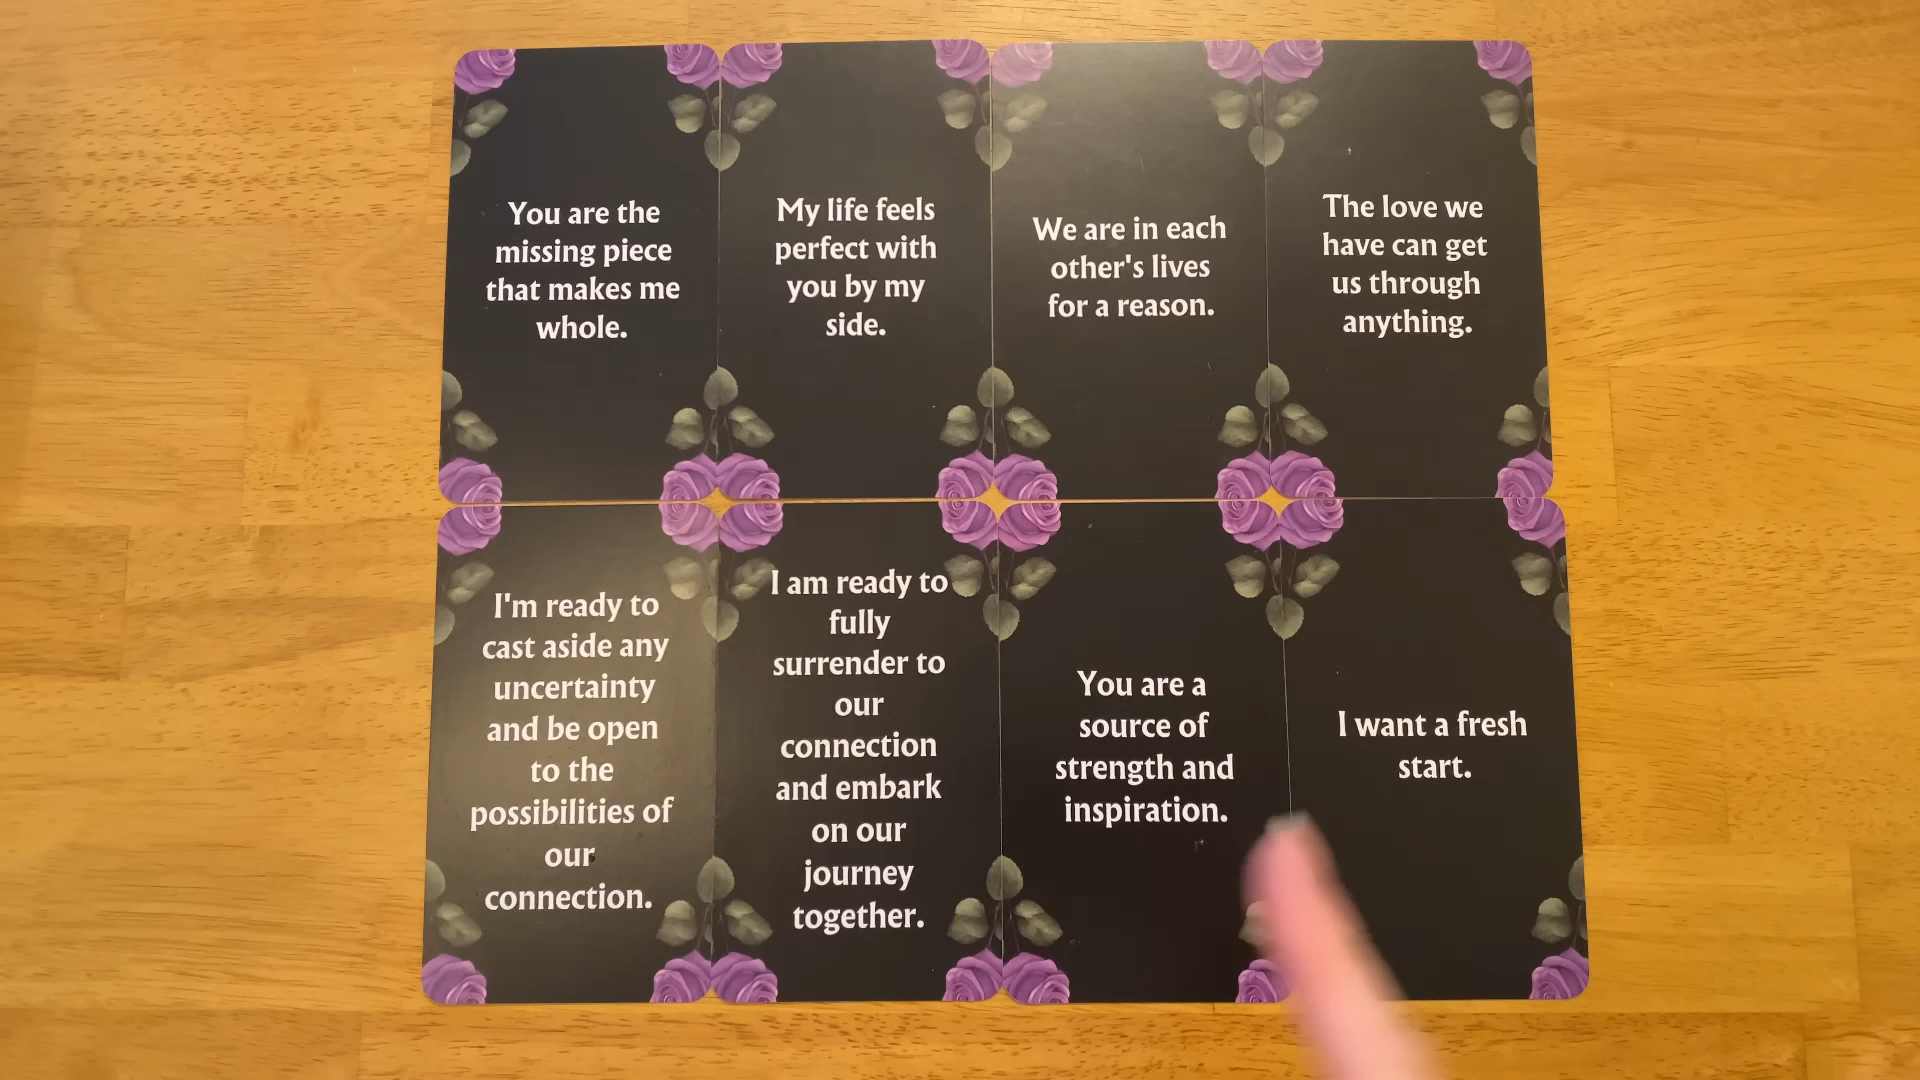 You are the
missing piece
that makes me
whole.
My life feels
perfect with
you by my
side.
We are in each
other's lives
for a reason.
The love we
have can get
us through
anything.
I'm ready to
cast aside any
uncertainty
and be open
to the
possibilities of
our
connection.
I am ready to
fully
surrender to
our
connection
and embark
on our
journey
together.
You are a
source of
strength and
inspiration.
I want a fresh
start.